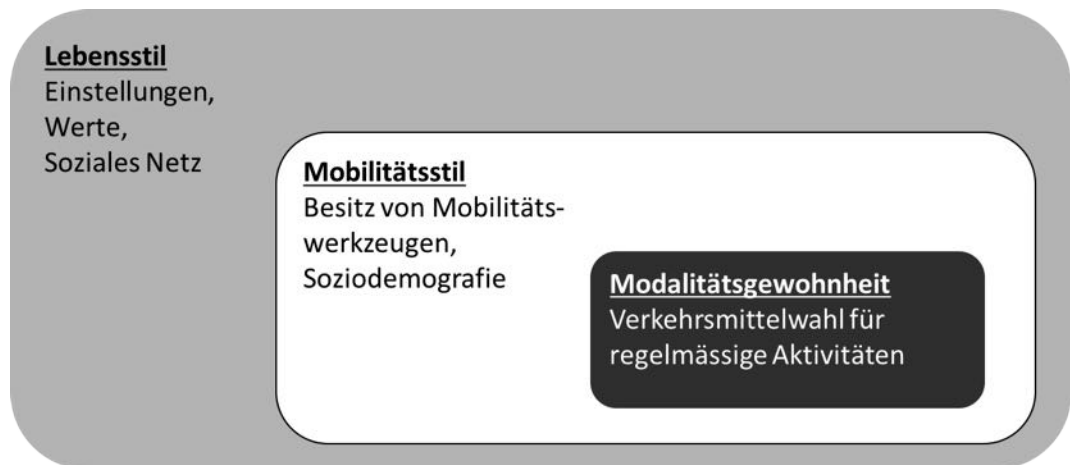 Lebensstil
Einstellungen,
Werte,
Soziales Netz
Mobilitätsstil
Besitz von Mobilitäts-
werkzeugen,
Soziodemografie
Modalitätsgewohnheit
Verkehrsmittelwahl für
regelmässige Aktivitäten